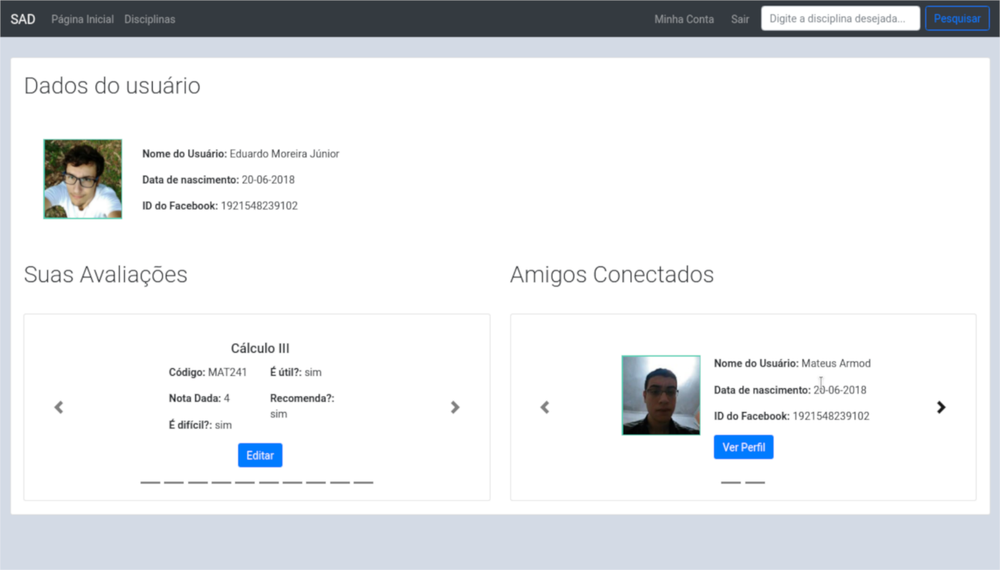 SAD Página Inicial Disciplinas Minha Conta Sair Digite a disciplina desejada... Pesquisar
Dados do usuário
Nome do Usuário: Eduardo Moreira Júnior
Data de nascimento: 20-06-2018
ID do Facebook: 1921548239102
Suas Avaliações
Cálculo III
Código: MAT241
Nota Dada: 4
É difícil?: sim
É útil?: sim
Recomenda?:
sim
Editar
Amigos Conectados
Nome do Usuário: Mateus Armod
Data de nascimento: 20-06-2018
ID do Facebook: 1921548239102
Ver Perfil